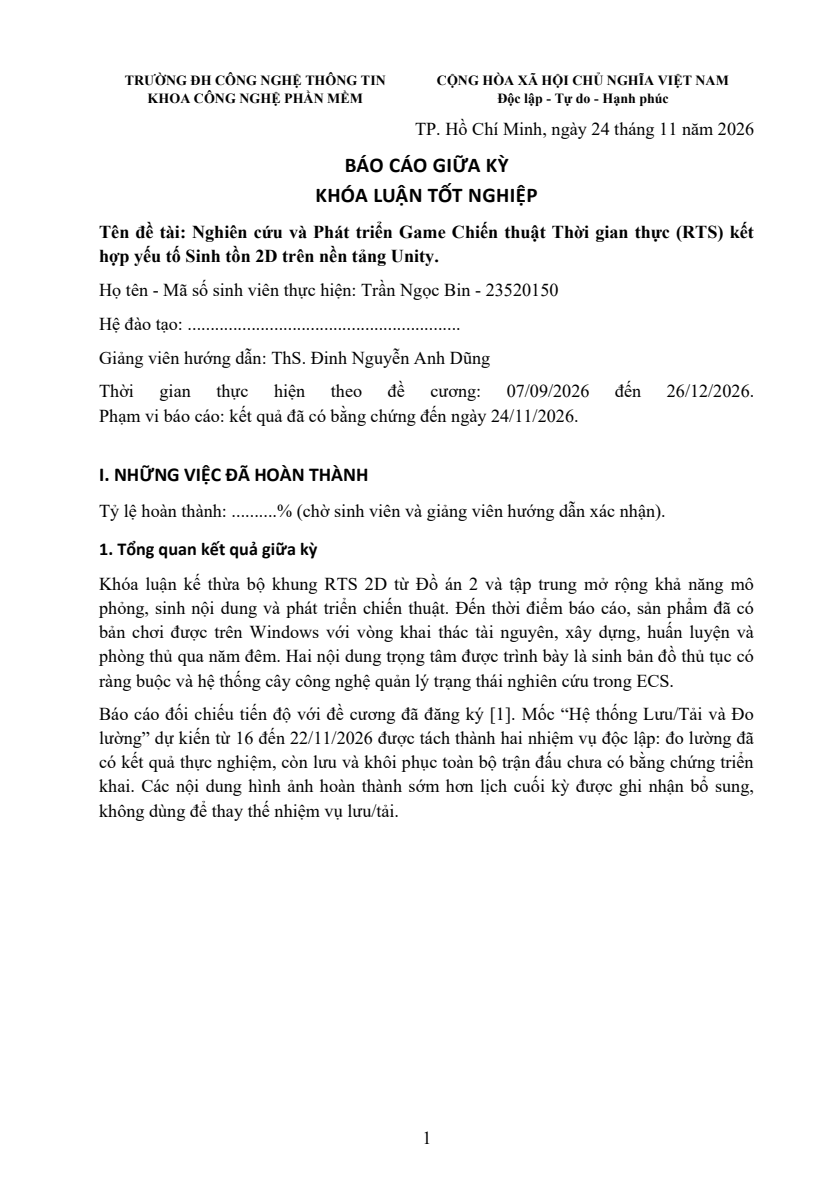 TRƯỜNG ĐH CÔNG NGHỆ THÔNG TIN
KHOA CÔNG NGHỆ PHẦN MỀM
CỘNG HÒA XÃ HỘI CHỦ NGHĨA VIỆT NAM
Độc lập - Tự do - Hạnh phúc
TP. Hồ Chí Minh, ngày 24 tháng 11 năm 2026
BÁO CÁO GIỮA KỲ
KHÓA LUẬN TỐT NGHIỆP
Tên đề tài: Nghiên cứu và Phát triển Game Chiến thuật Thời gian thực (RTS) kết
hợp yếu tố Sinh tồn 2D trên nền tảng Unity.
Họ tên - Mã số sinh viên thực hiện: Trần Ngọc Bin - 23520150
Hệ đào tạo: ............................................................
Giảng viên hướng dẫn: ThS. Đinh Nguyễn Anh Dũng
Thời gian thực hiện theo đề cương: 07/09/2026 đến 26/12/2026.
Phạm vi báo cáo: kết quả đã có bằng chứng đến ngày 24/11/2026.
I. NHỮNG VIỆC ĐÃ HOÀN THÀNH
Tỷ lệ hoàn thành: ..........% (chờ sinh viên và giảng viên hướng dẫn xác nhận).
1. Tổng quan kết quả giữa kỳ
Khóa luận kế thừa bộ khung RTS 2D từ Đồ án 2 và tập trung mở rộng khả năng mô
phỏng, sinh nội dung và phát triển chiến thuật. Đến thời điểm báo cáo, sản phẩm đã có
bản chơi được trên Windows với vòng khai thác tài nguyên, xây dựng, huấn luyện và
phòng thủ qua năm đêm. Hai nội dung trọng tâm được trình bày là sinh bản đồ thủ tục có
ràng buộc và hệ thống cây công nghệ quản lý trạng thái nghiên cứu trong ECS.
Báo cáo đối chiếu tiến độ với đề cương đã đăng ký [1]. Mốc “Hệ thống Lưu/Tải và Đo
lường” dự kiến từ 16 đến 22/11/2026 được tách thành hai nhiệm vụ độc lập: đo lường đã
có kết quả thực nghiệm, còn lưu và khôi phục toàn bộ trận đấu chưa có bằng chứng triển
khai. Các nội dung hình ảnh hoàn thành sớm hơn lịch cuối kỳ được ghi nhận bổ sung,
không dùng để thay thế nhiệm vụ lưu/tải.
1